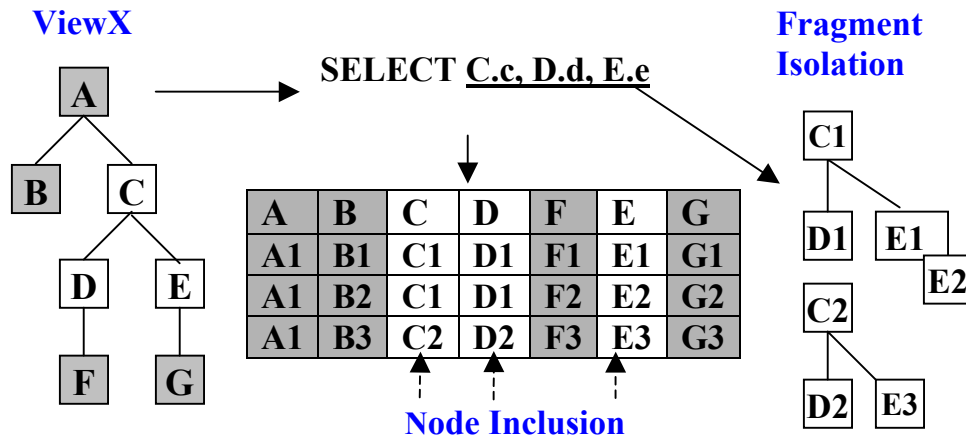 ViewX
A
B
C
D
E
F
G
SELECT C.c, D.d, E.e
A B C D F E G
A1 B1 C1 D1 F1 E1 G1
A1 B2 C1 D1 F2 E2 G2
A1 B3 C2 D2 F3 E3 G3
Node Inclusion
Fragment
Isolation
C1
D1
E1
E2
C2
D2
E3